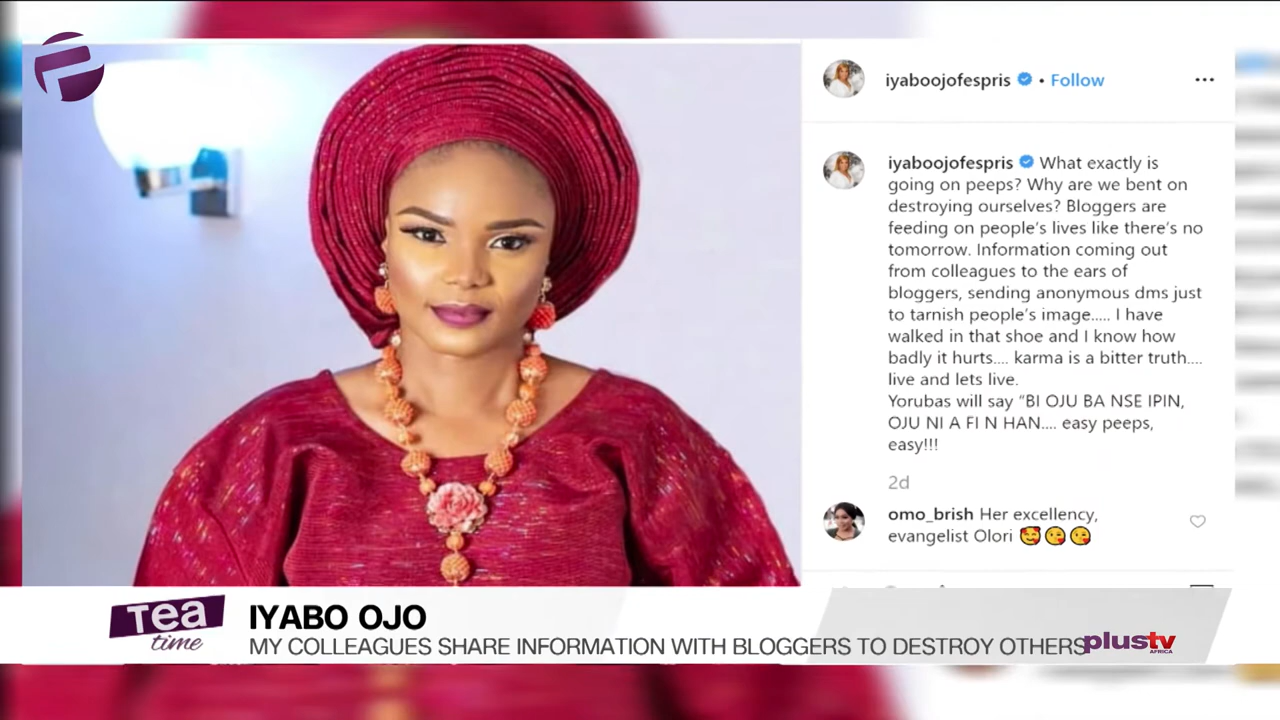 iyaboojofespris • Follow
iyaboojofespris What exactly is
going on peeps? Why are we bent on
destroying ourselves? Bloggers are
feeding on people's lives like there's no
tomorrow. Information coming out
from colleagues to the ears of
bloggers, sending anonymous dms just
to tarnish people's image..... I have
walked in that shoe and I know how
badly it hurts.... karma is a bitter truth....
live and lets live.
Yorubas will say "BI OJU BA NSE IPIN,
OJU NI A FI N HAN.... easy peeps,
easy!!!
2d
omo_brish Her excellency,
evangelist Olori 🥰😘😘
Tea
time
IYABO OJO
MY COLLEAGUES SHARE INFORMATION WITH BLOGGERS TO DESTROY OTHERS
plustv
AFRICA